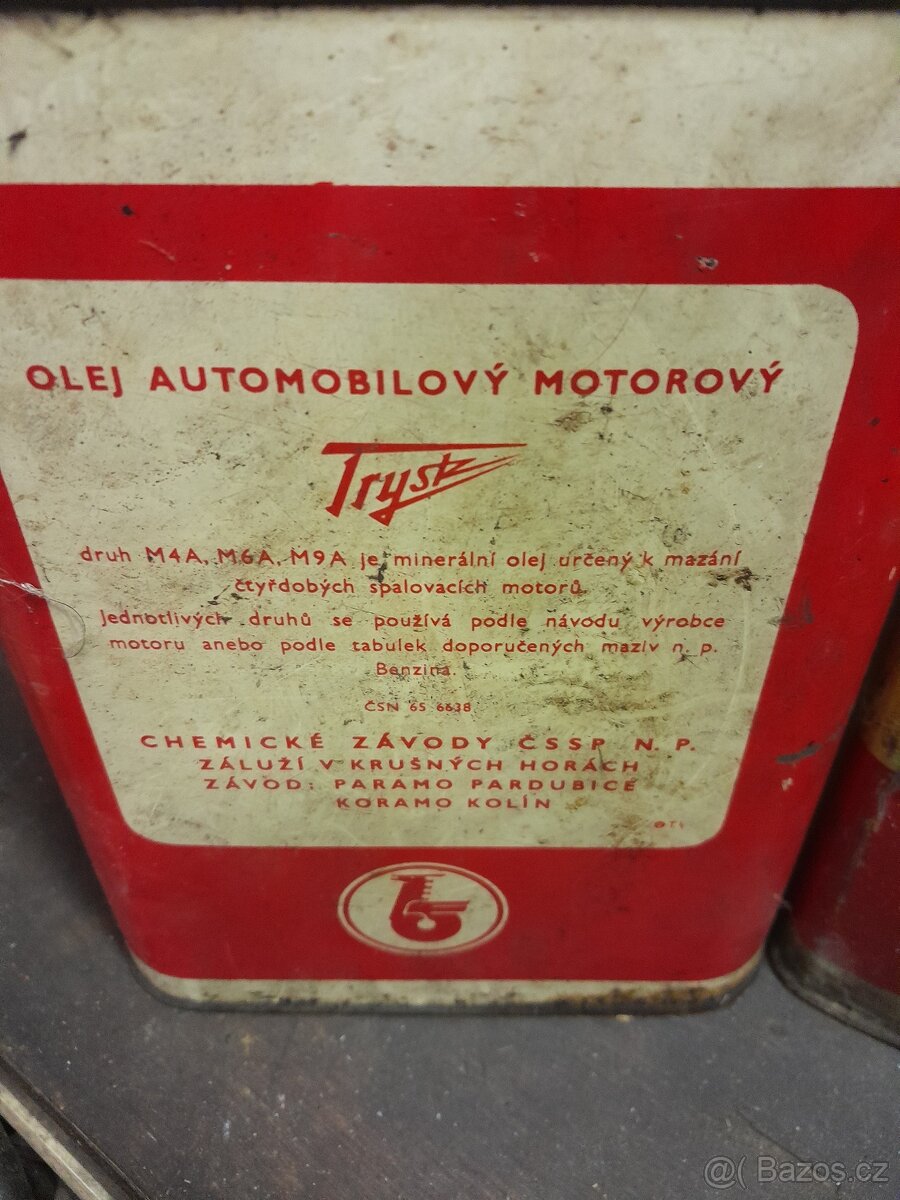 OLEJ AUTOMOBILOVÝ MOTOROVÝ
Trysk
druh M4A, M6A, M9A je minerální olej určený k mazání
čtyřdobých spalovacích motorů.
Jednotlivých druhů se používá podle návodu výrobce
motoru anebo podle tabulek doporučených maziv n. p.
Benzina.
ČSN 65 6638
CHEMICKÉ ZÁVODY ČSSP N. P.
ZÁLUŽÍ V KRUŠNÝCH HORÁCH
ZÁVOD: PARAMO PARDUBICE
KORAMO KOLÍN
@( Bazos.cz